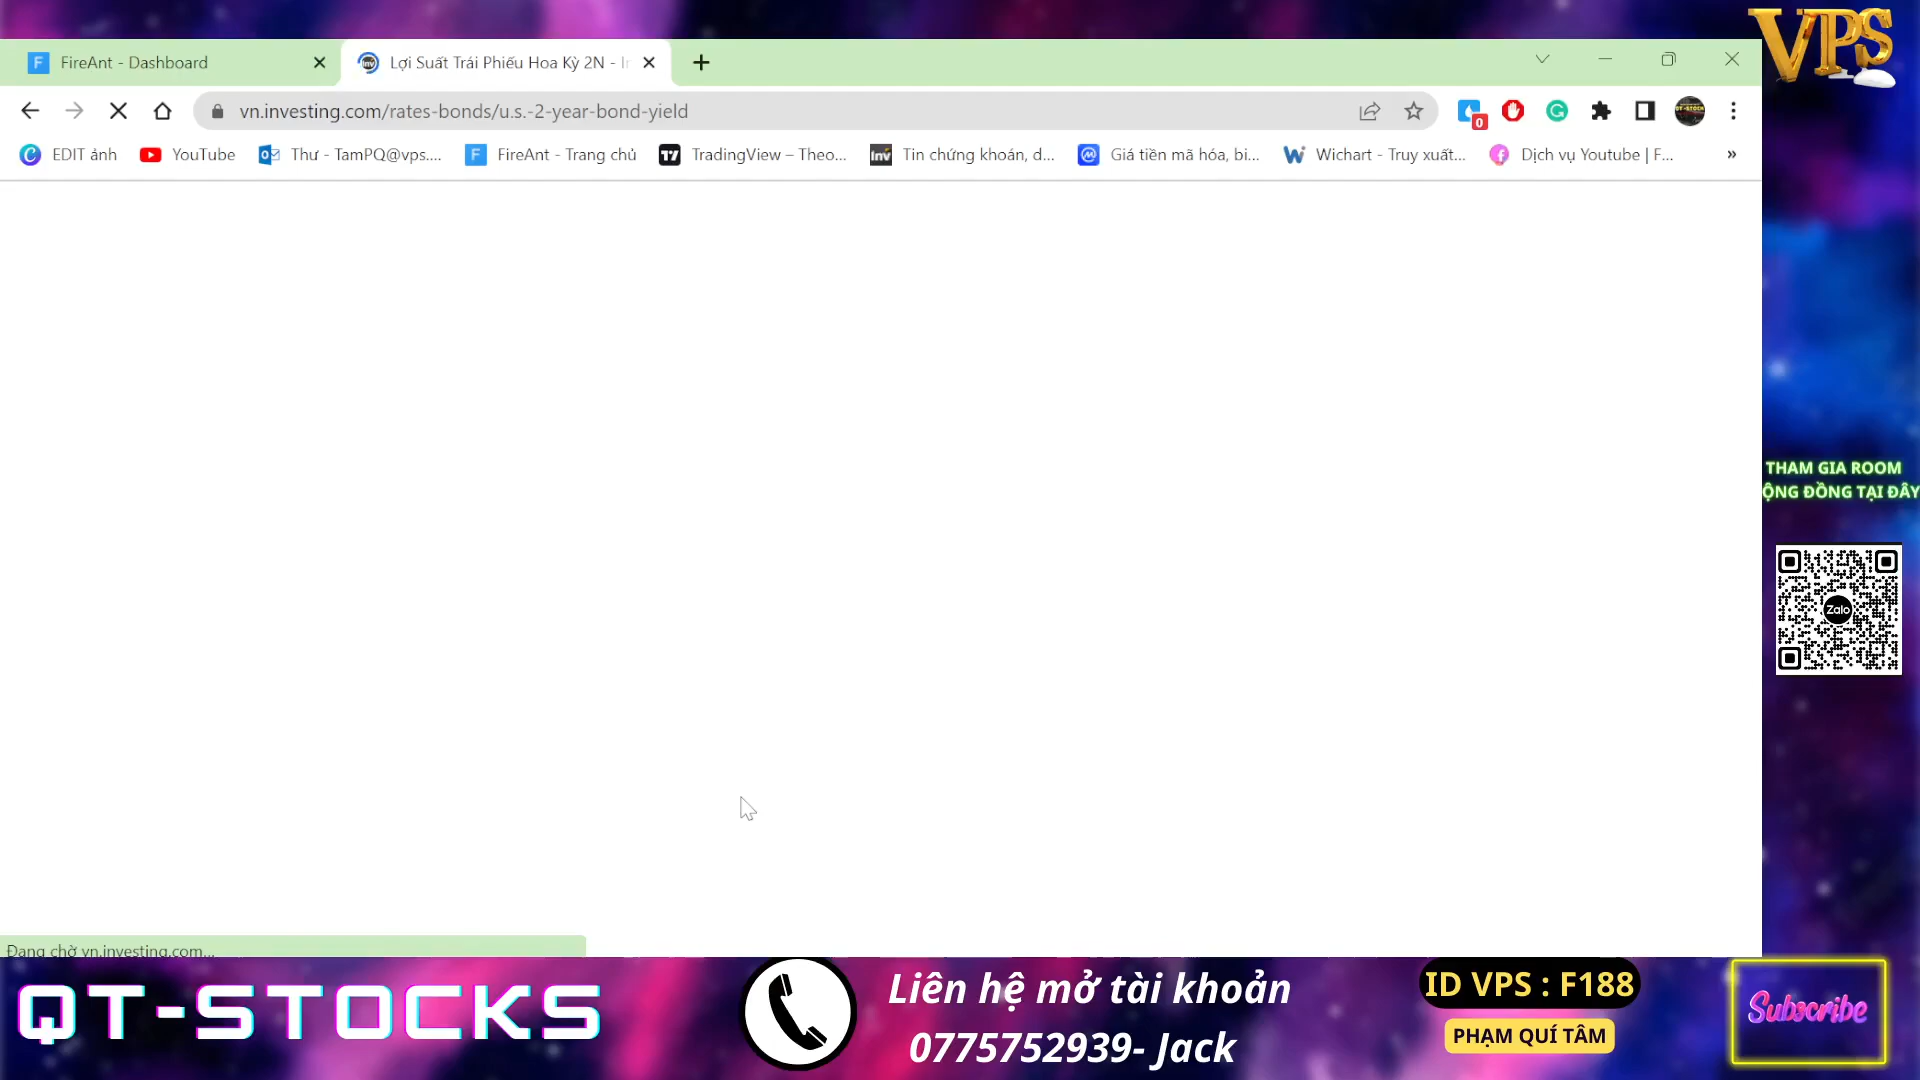 VPS
FireAnt - Dashboard
Lợi Suất Trái Phiếu Hoa Kỳ 2N - In
vn.investing.com/rates-bonds/u.s.-2-year-bond-yield
0
EDIT ảnh
YouTube
Thư - TamPQ@vps....
FireAnt - Trang chủ
TradingView – Theo...
Tin chứng khoán, d...
Giá tiền mã hóa, bi...
Wichart - Truy xuất...
Dịch vụ Youtube | F...
THAM GIA ROOM
ỘNG ĐỒNG TẠI ĐÂY
Zalo
Đang chờ vn.investing.com...
QT-STOCKS
Liên hệ mở tài khoản
0775752939- Jack
ID VPS : F188
PHẠM QUÍ TÂM
Subscribe